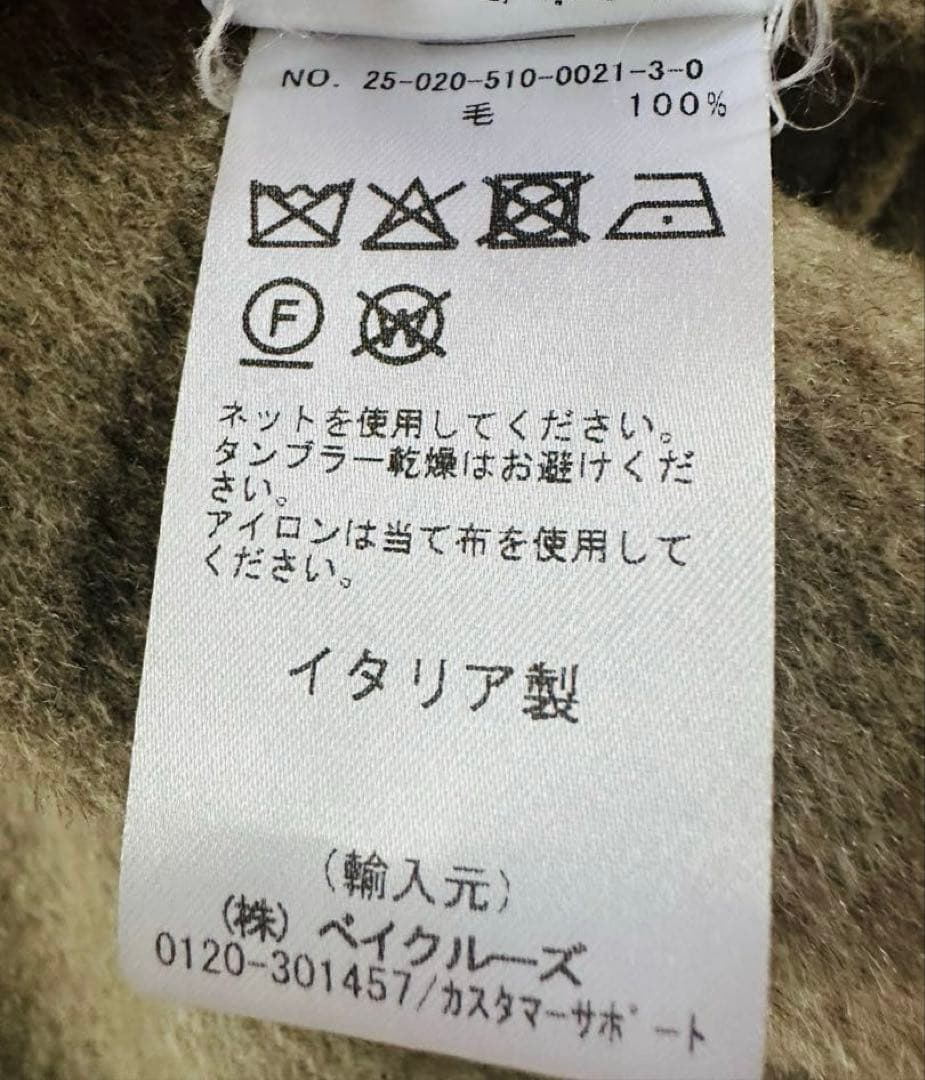 NO. 25-020-510-0021-3-0
毛 100%
F W
ネットを使用してください。
タンブラー乾燥はお避けくだ
さい。
アイロンは当て布を使用して
ください。
イタリア製
(輸入元)
(株) ベイクルーズ
0120-301457/カスタマーサポート